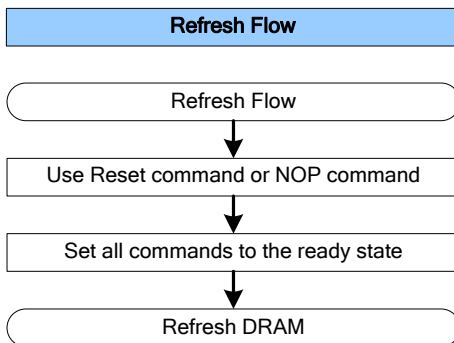 Refresh Flow
Refresh Flow
Use Reset command or NOP command
Set all commands to the ready state
Refresh DRAM